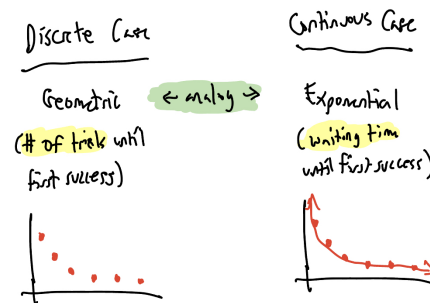 Discrete Case
Geometric
(# of trials until
first success)
← analog →
Continuous Case
Exponential
(waiting time
until first success)